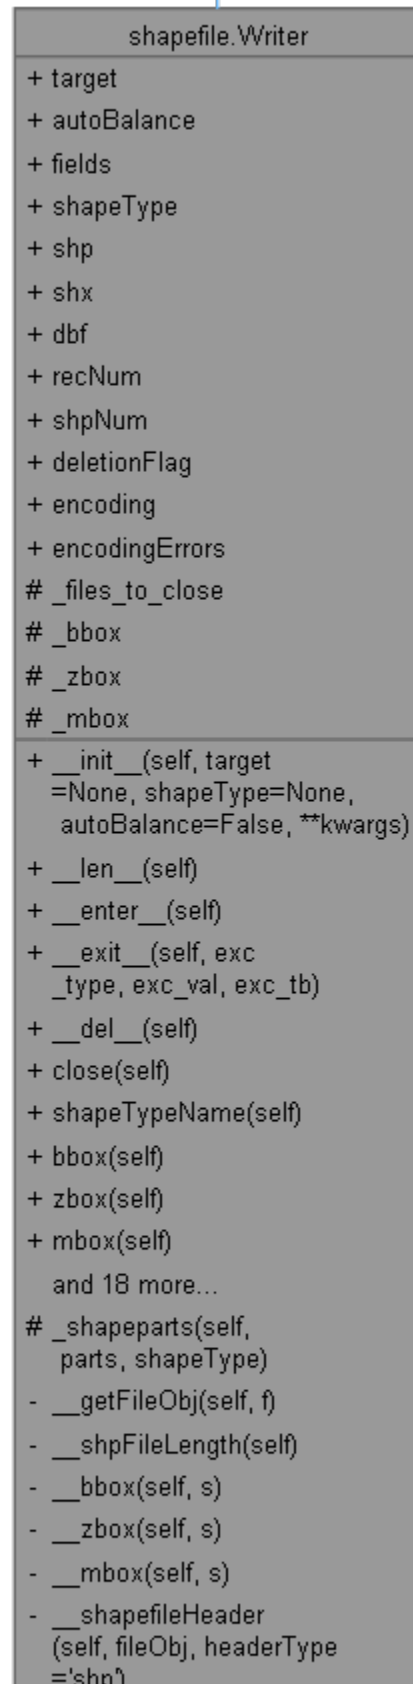 shapefile.Writer
+ target
+ autoBalance
+ fields
+ shapeType
+ shp
+ shx
+ dbf
+ recNum
+ shpNum
+ deletionFlag
+ encoding
+ encodingErrors
# _files_to_close
# _bbox
# _zbox
# _mbox
+ __init__(self, target
=None, shapeType=None,
autoBalance=False, **kwargs)
+ __len__(self)
+ __enter__(self)
+ __exit__(self, exc
_type, exc_val, exc_tb)
+ __del__(self)
+ close(self)
+ shapeTypeName(self)
+ bbox(self)
+ zbox(self)
+ mbox(self)
and 18 more...
# _shapeparts(self,
parts, shapeType)
- __getFileObj(self, f)
- __shpFileLength(self)
- __bbox(self, s)
- __zbox(self, s)
- __mbox(self, s)
- __shapefileHeader
(self, fileObj, headerType
='shp')